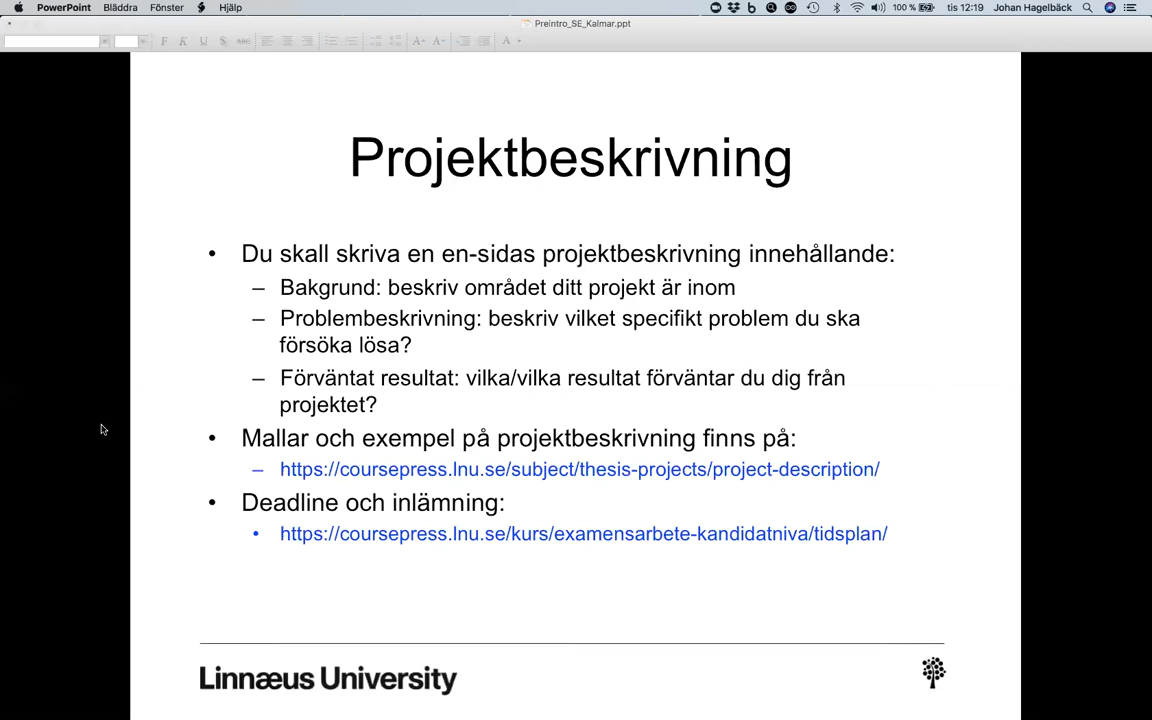 PowerPoint Bläddra Fönster Hjälp 100 % tis 12:19 Johan Hagelbäck
Preintro_SE_Kalmar.ppt
F K U S ABC A A A
Projektbeskrivning
• Du skall skriva en en-sidas projektbeskrivning innehållande:
– Bakgrund: beskriv området ditt projekt är inom
– Problembeskrivning: beskriv vilket specifikt problem du ska
försöka lösa?
– Förväntat resultat: vilka/vilka resultat förväntar du dig från
projektet?
• Mallar och exempel på projektbeskrivning finns på:
– https://coursepress.lnu.se/subject/thesis-projects/project-description/
• Deadline och inlämning:
• https://coursepress.lnu.se/kurs/examensarbete-kandidatniva/tidsplan/
Linnæus University